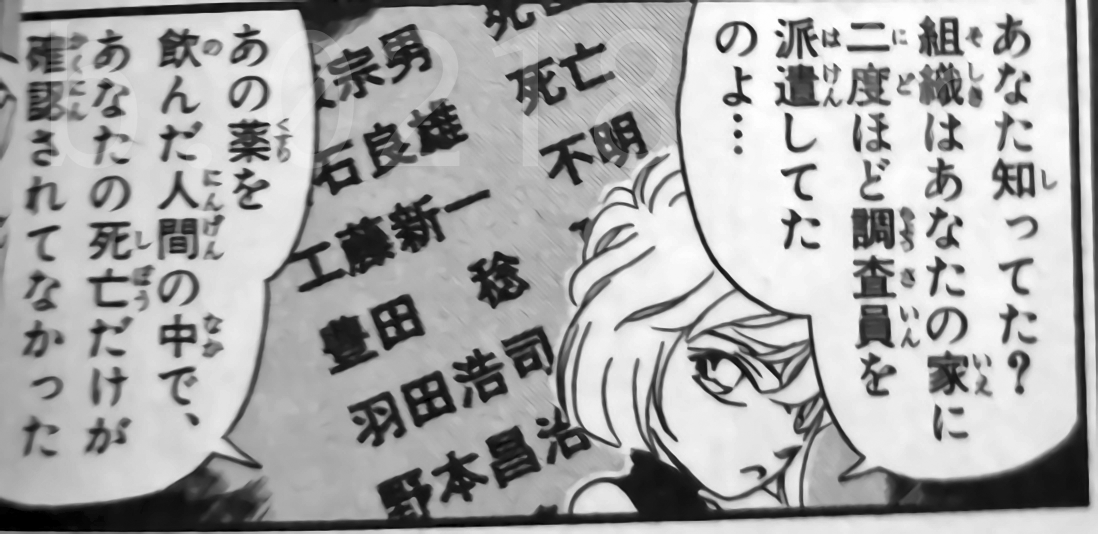 あなた知ってた?
組織はあなたの家に
二度ほど調査員を
派遣してた
のよ…
死亡
死亡
不明
宗男
石良雄
工藤新一
豊田 稔
羽田浩司
野本昌浩
あの薬を
飲んだ人間の中で、
あなたの死亡だけが
確認されてなかった